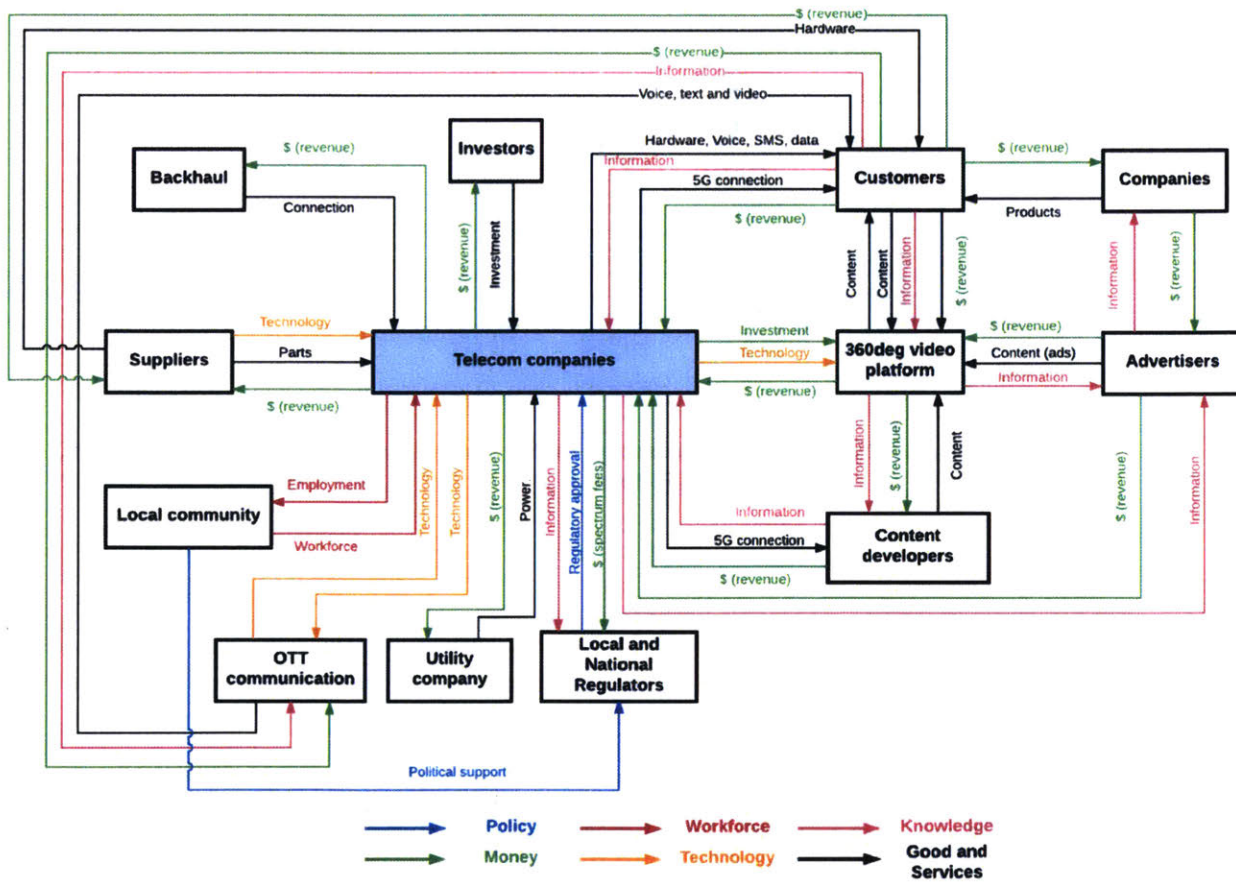 $ (revenue)
Hardware
$ (revenue)
Information
Voice, text and video
Hardware, Voice, SMS, data
Information
5G connection
$ (revenue)
Backhaul
$ (revenue)
Connection
Investors
$ (revenue)
Investment
Customers
$ (revenue)
Products
Companies
Content
Content
Information
$ (revenue)
Information
$ (revenue)
Suppliers
Technology
Parts
$ (revenue)
Telecom companies
Investment
Technology
$ (revenue)
360deg video
platform
$ (revenue)
Content (ads)
Information
Advertisers
Local community
Employment
Workforce
Technology
Technology
$ (revenue)
Power
Information
Regulatory approval
$ (spectrum fees)
Information
5G connection
$ (revenue)
Information
$ (revenue)
Content
Content
developers
$ (revenue)
Information
OTT
communication
Utility
company
Local and
National
Regulators
Political support
Policy
Workforce
Knowledge
Money
Technology
Good and
Services